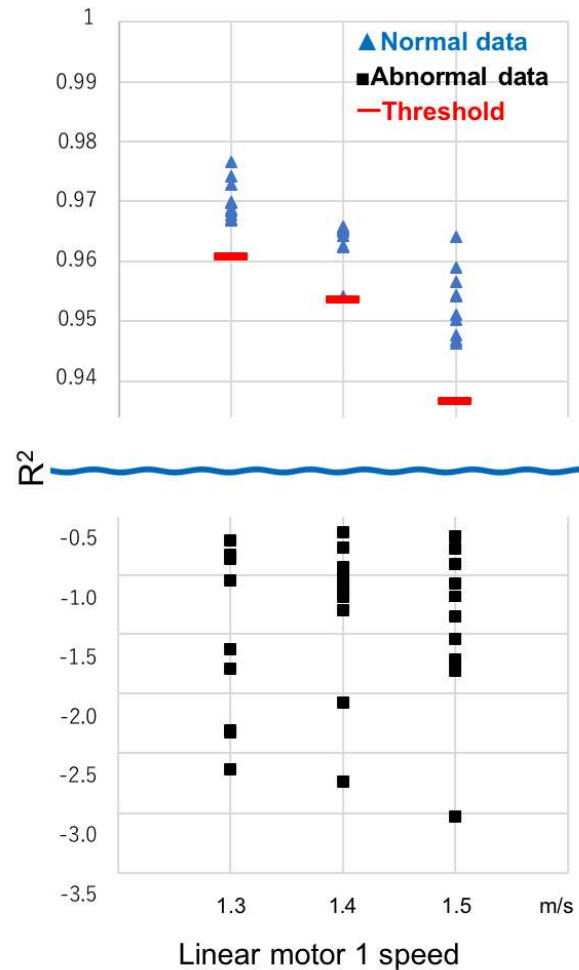 1
Normal data
0.99
Abnormal data
Threshold
0.98
0.97
0.96
0.95
0.94
R²
-0.5
-1.0
-1.5
-2.0
-2.5
-3.0
-3.5
1.3 1.4 1.5 m/s
Linear motor 1 speed